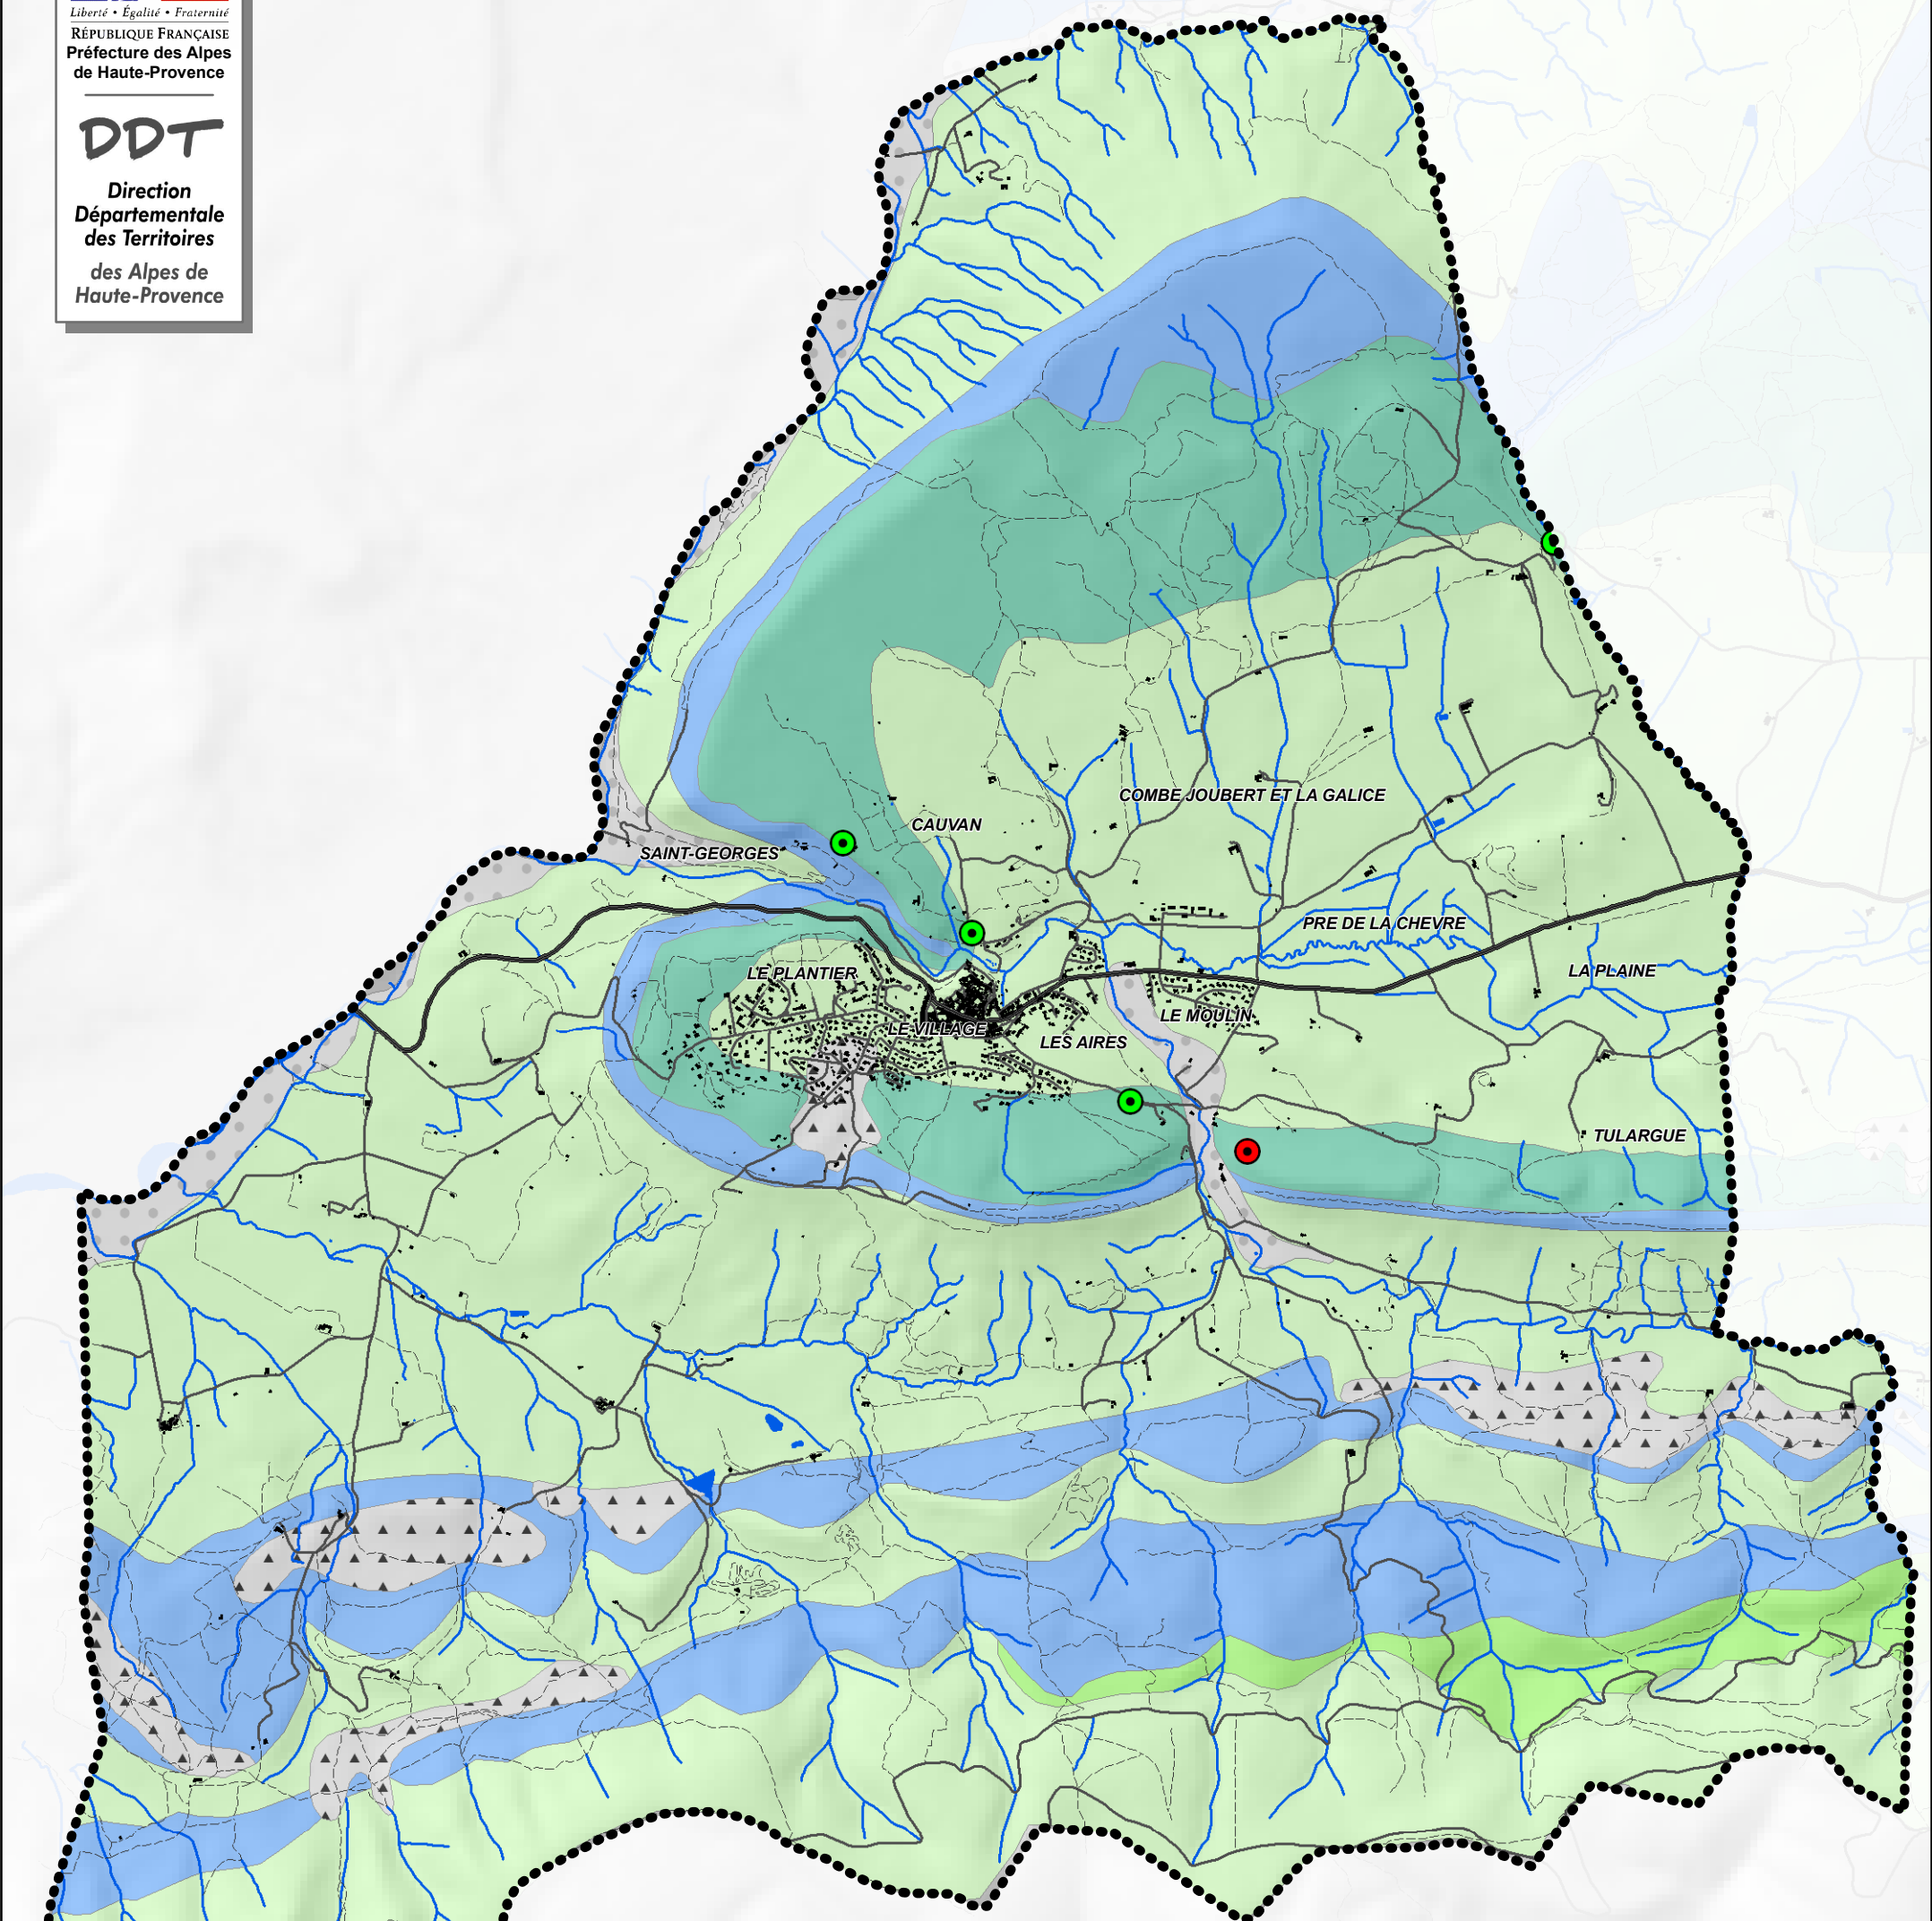 Liberté • Égalité • Fraternité
RÉPUBLIQUE FRANÇAISE
Préfecture des Alpes
de Haute-Provence
DDT
Direction
Départementale
des Territoires
des Alpes de
Haute-Provence
COMBE JOUBERT ET LA GALICE
CAUVAN
SAINT-GEORGES
PRE DE LA CHEVRE
LE PLANTIER
LA PLAINE
LE MOULIN
LE VILLAGE
LES AIRES
TULARGUE